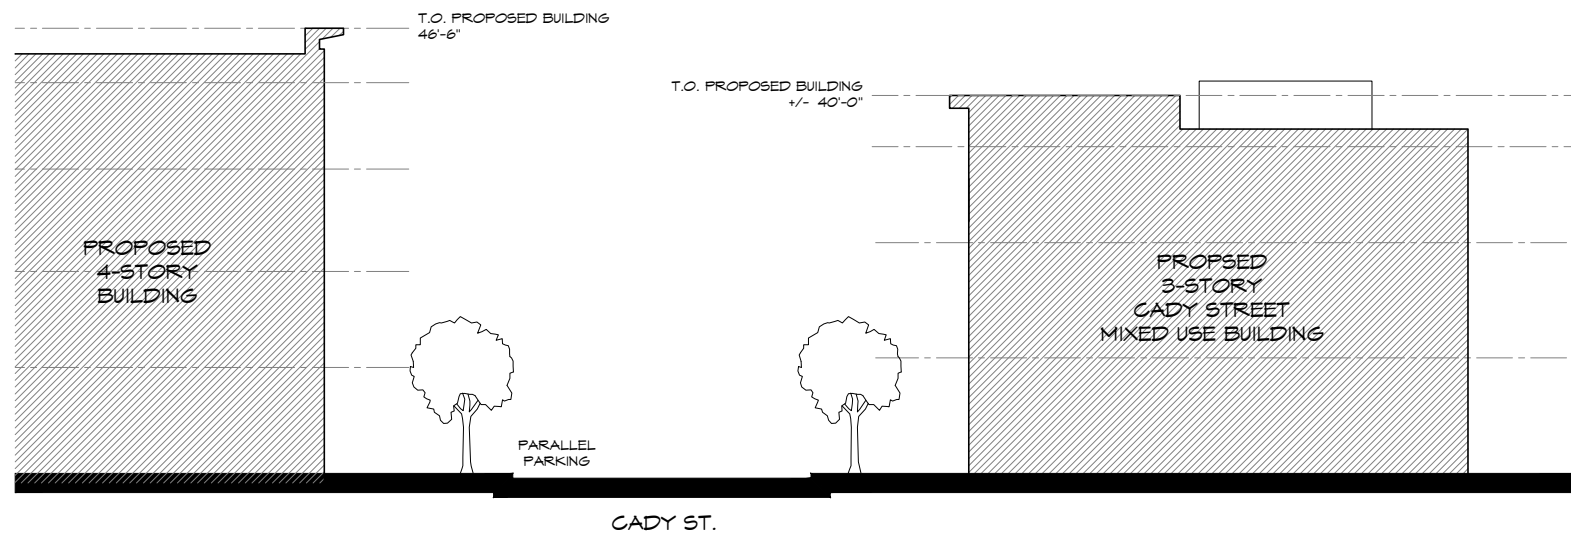 T.O. PROPOSED BUILDING
46'-6"
T.O. PROPOSED BUILDING
+/- 40'-0"
PROPOSED
4-STORY
BUILDING
PROPSED
3-STORY
CADY STREET
MIXED USE BUILDING
PARALLEL
PARKING
CADY ST.